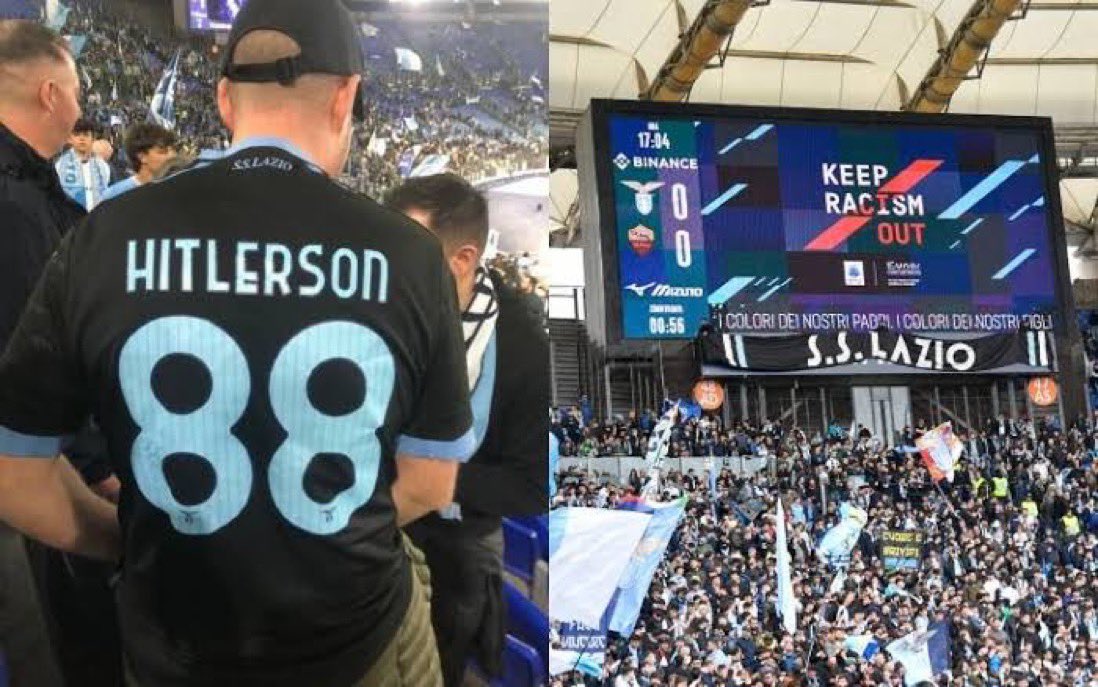 S.S. LAZIO
HITLERSON
88
17:04
BINANCE
0
0
MIZUNO
00:56
KEEP
RACISM
OUT
I COLORI DEI NOSTRI PADRI, I COLORI DEI NOSTRI FIGLI
S.S. LAZIO